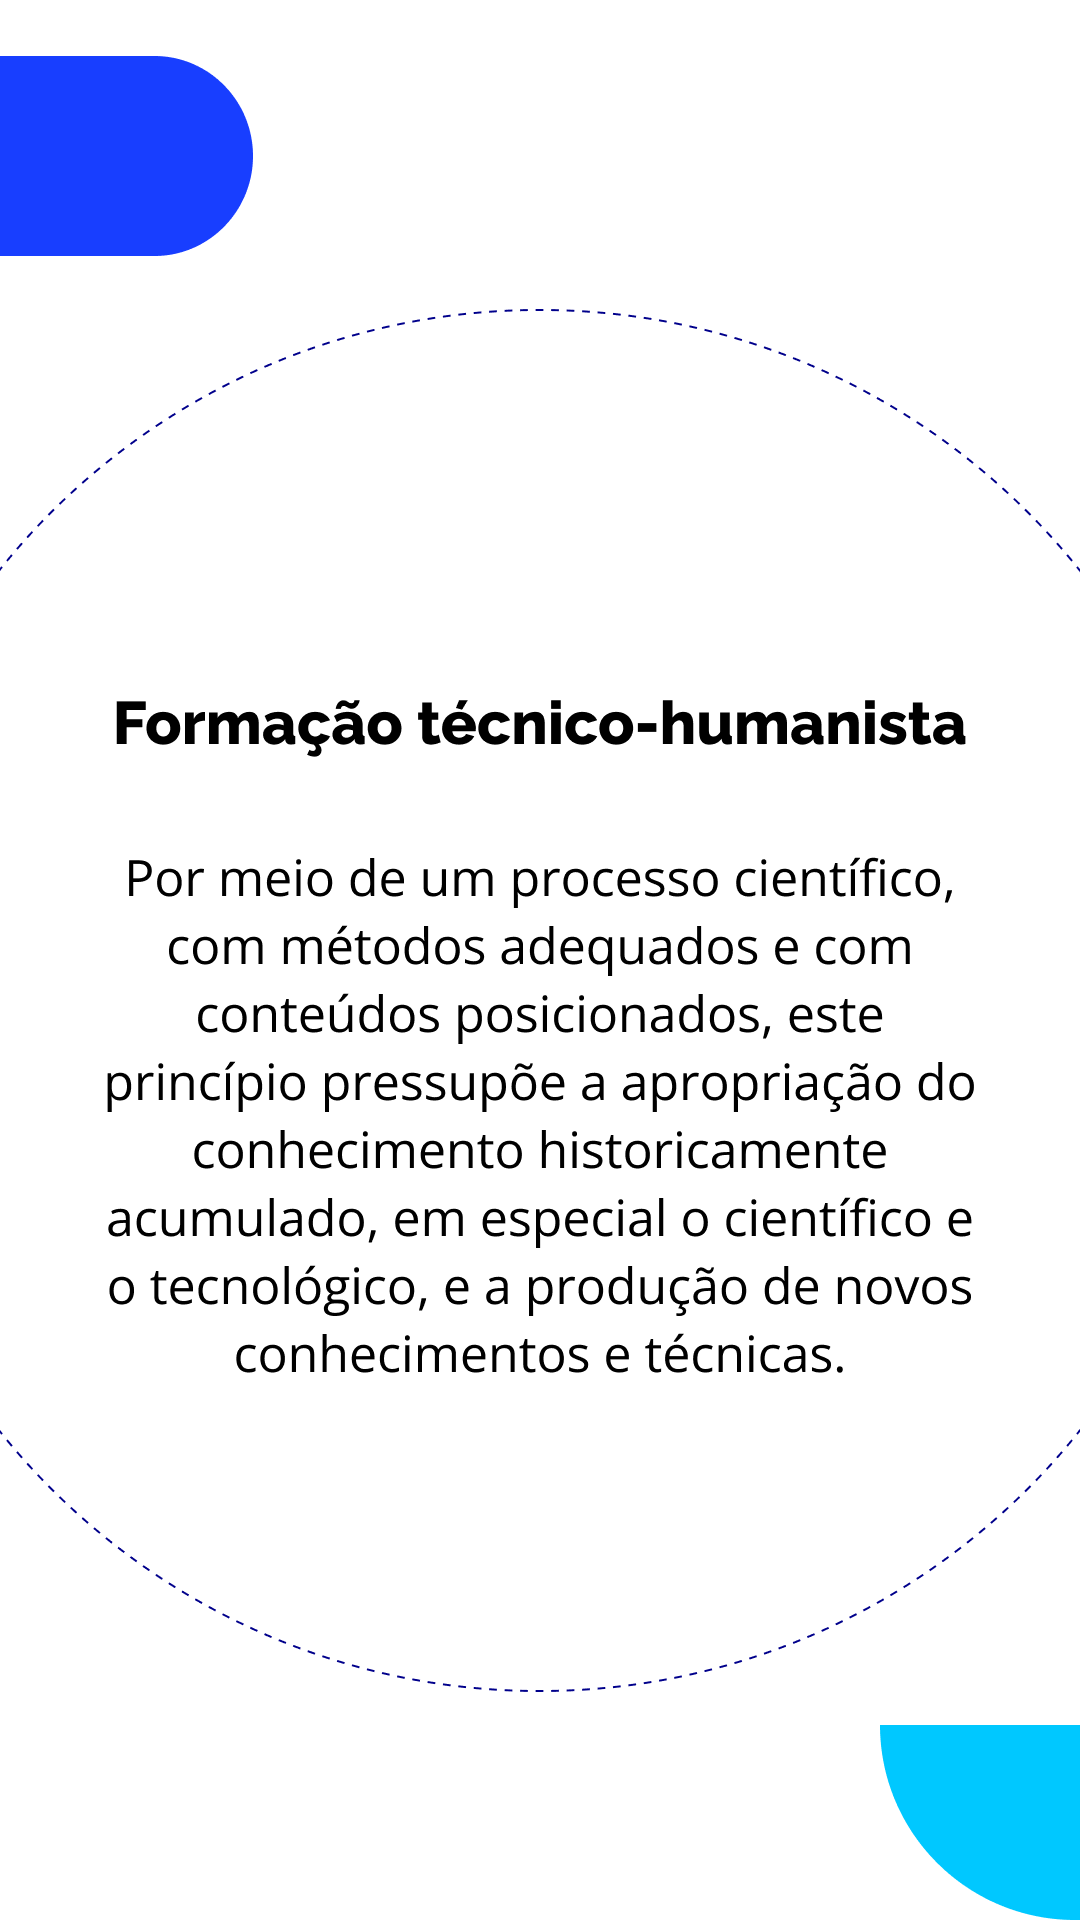 Formação técnico-humanista
Por meio de um processo científico,
com métodos adequados e com
conteúdos posicionados, este
princípio pressupõe a apropriação do
conhecimento historicamente
acumulado, em especial o científico e
o tecnológico, e a produção de novos
conhecimentos e técnicas.